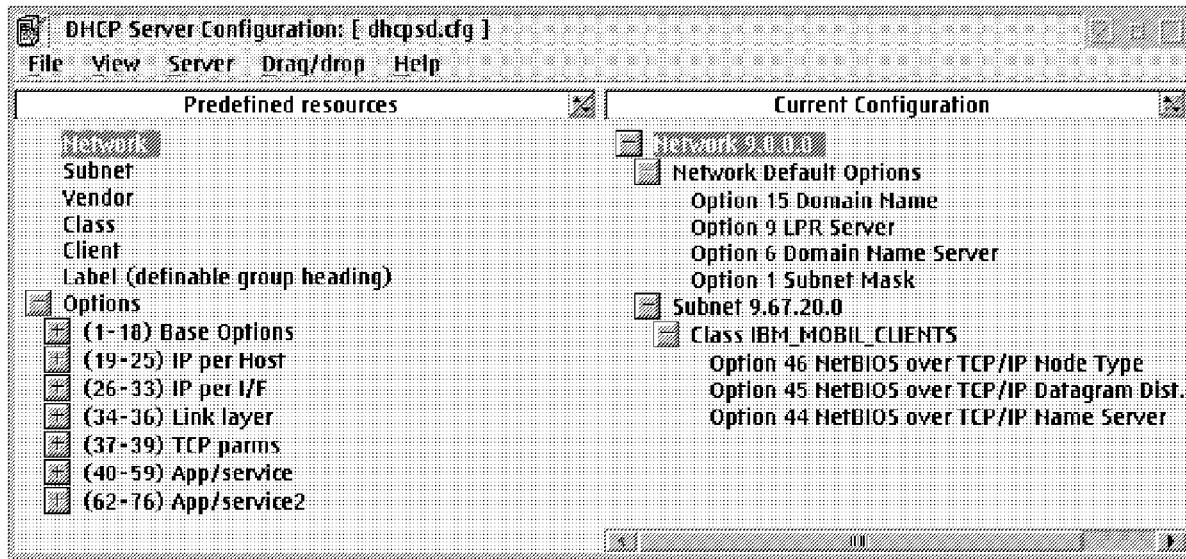 DHCP Server Configuration: [ dhcpsd.cfg ]
File View Server Drag/drop Help
Predefined resources
Network
Subnet
Vendor
Class
Client
Label (definable group heading)
Options
(1-18) Base Options
(19-25) IP per Host
(26-33) IP per I/F
(34-36) Link layer
(37-39) TCP parms
(40-59) App/service
(62-76) App/service2
Current Configuration
Network 9.0.0.0
Network Default Options
Option 15 Domain Name
Option 9 LPR Server
Option 6 Domain Name Server
Option 1 Subnet Mask
Subnet 9.67.20.0
Class IBM_MOBIL_CLIENTS
Option 46 NetBIOS over TCP/IP Node Type
Option 45 NetBIOS over TCP/IP Datagram Dist.
Option 44 NetBIOS over TCP/IP Name Server